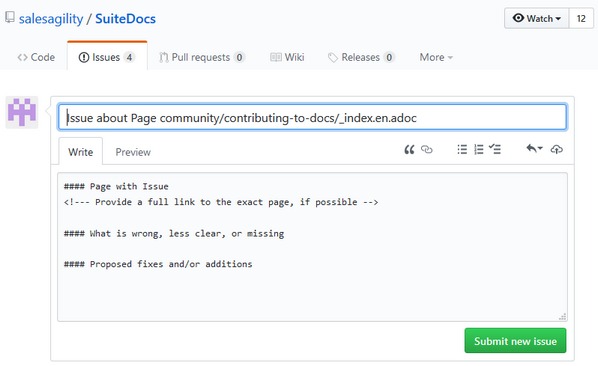 salesagility / SuiteDocs
Watch 12
Code Issues 4 Pull requests 0 Wiki Releases 0 More
Issue about Page community/contributing-to-docs/_index.en.adoc
Write Preview
#### Page with Issue
<!--- Provide a full link to the exact page, if possible -->
#### What is wrong, less clear, or missing
#### Proposed fixes and/or additions
Submit new issue